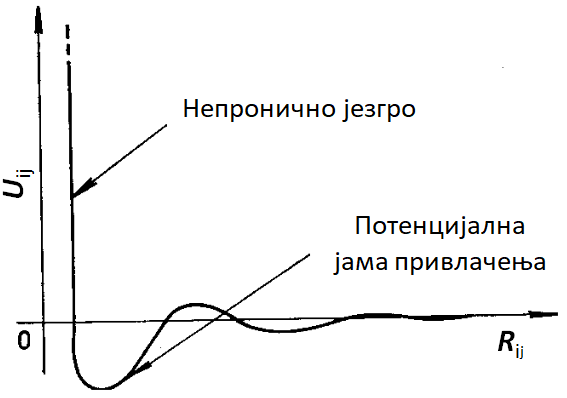 Непронично језгро
U ij
Потенцијална
јама привлачења
0
R ij